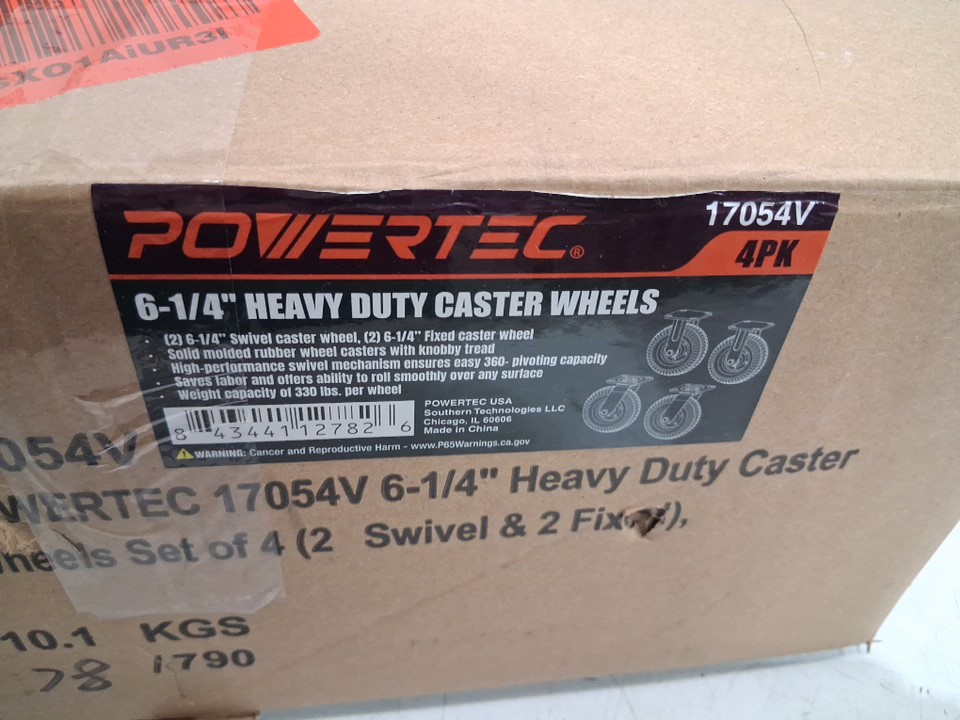 SXO1AiUR3I
POWERTEC®
17054V
4PK
6-1/4" HEAVY DUTY CASTER WHEELS
• (2) 6-1/4" Swivel caster wheel, (2) 6-1/4" Fixed caster wheel
• Solid molded rubber wheel casters with knobby tread
• High-performance swivel mechanism ensures easy 360- pivoting capacity
• Saves labor and offers ability to roll smoothly over any surface
• Weight capacity of 330 lbs. per wheel
8 43441 12782 6
POWERTEC USA
Southern Technologies LLC
Chicago, IL 60606
Made in China
WARNING: Cancer and Reproductive Harm - www.P65Warnings.ca.gov
054V
WERTEC 17054V 6-1/4" Heavy Duty Caster
heels Set of 4 (2 Swivel & 2 Fix
10.1 KGS
78 1790